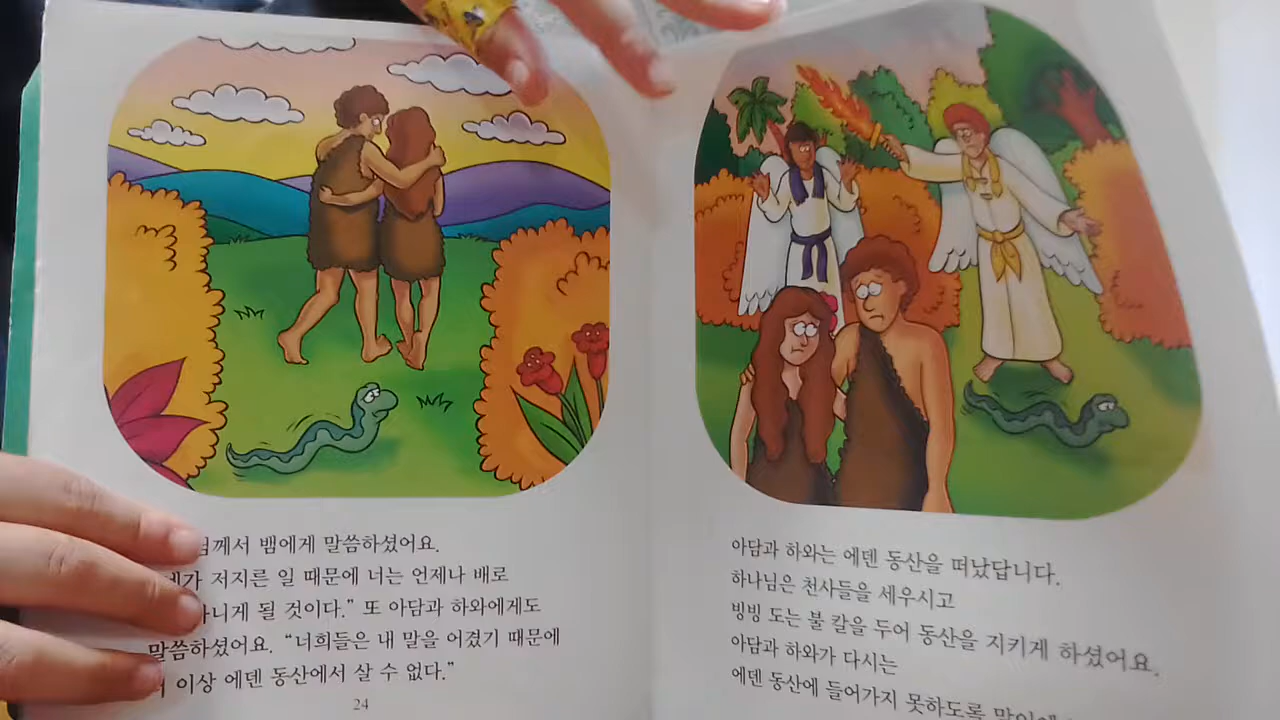 께서 뱀에게 말씀하셨어요.
저지른 일 때문에 너는 언제나 배로
다니게 될 것이다.” 또 아담과 하와에게도
말씀하셨어요. “너희들은 내 말을 어겼기 때문에
이상 에덴 동산에서 살 수 없다.”
24
아담과 하와는 에덴 동산을 떠났답니다.
하나님은 천사들을 세우시고
빙빙 도는 불 칼을 두어 동산을 지키게 하셨어요.
아담과 하와가 다시는
에덴 동산에 들어가지 못하도록